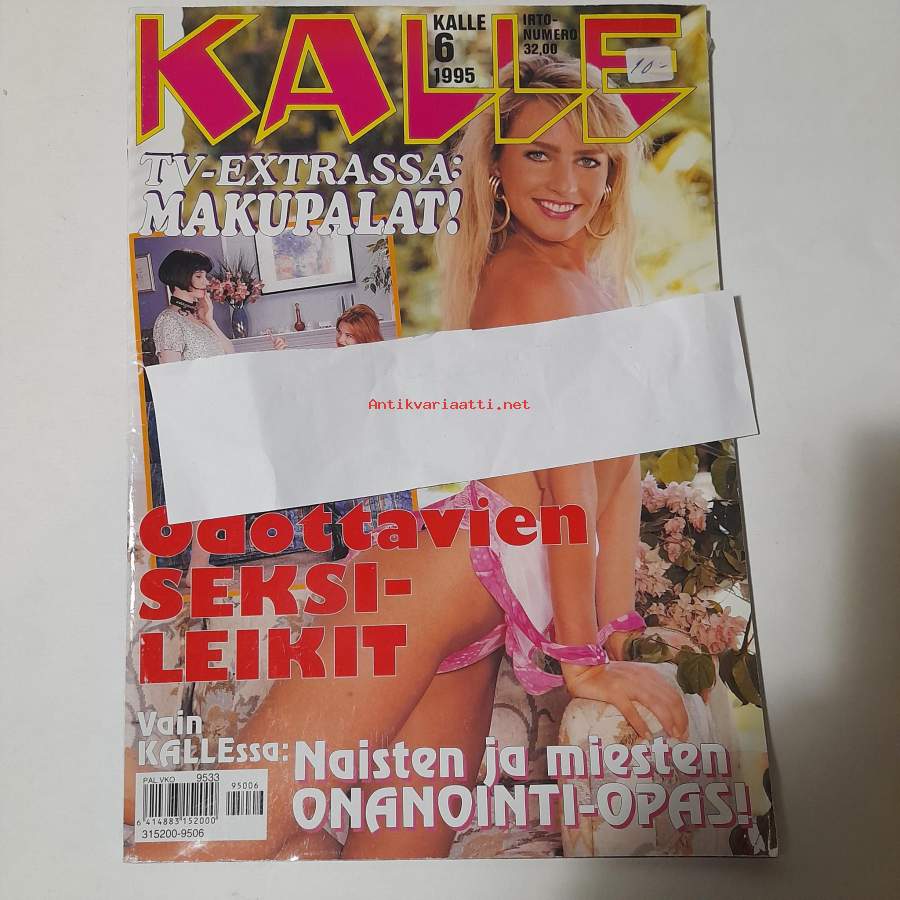 KALLE
KALLE
6
1995
IRTO-
NUMERO
32,00
10-
TV-EXTRASSA:
MAKUPALAT!
Antikvariaatti.net
Odottavien
SEKSI-
LEIKIT
Vain
KALLEssa:
Naisten ja miesten
ONANOINTI-OPAS!
PAL.VKO 9533
95006
6 414883 152000
315200-9506